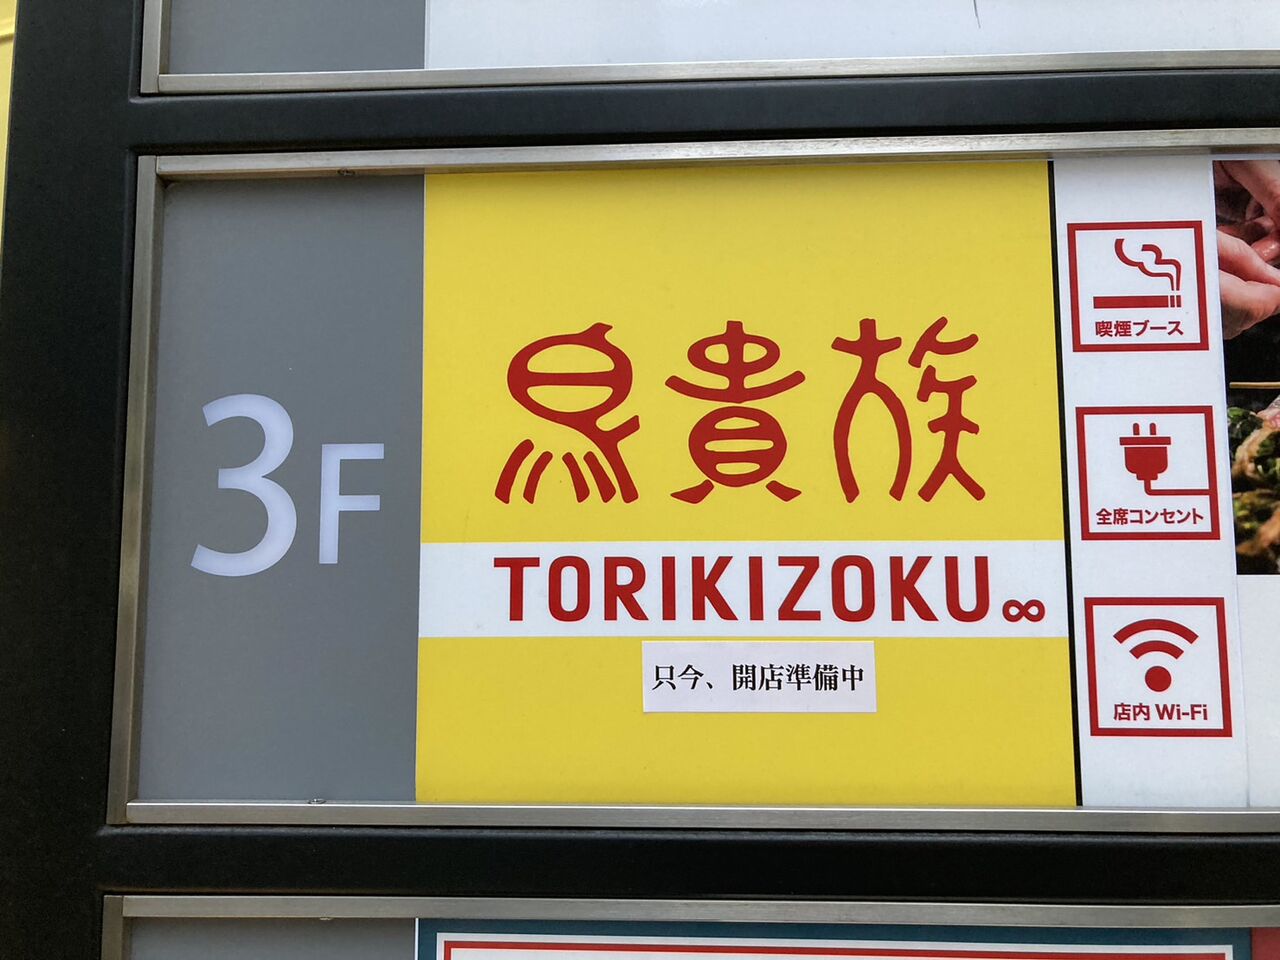 3F
鳥貴族
TORIKIZOKU∞
只今、開店準備中
喫煙ブース
全席コンセント
店内 Wi-Fi